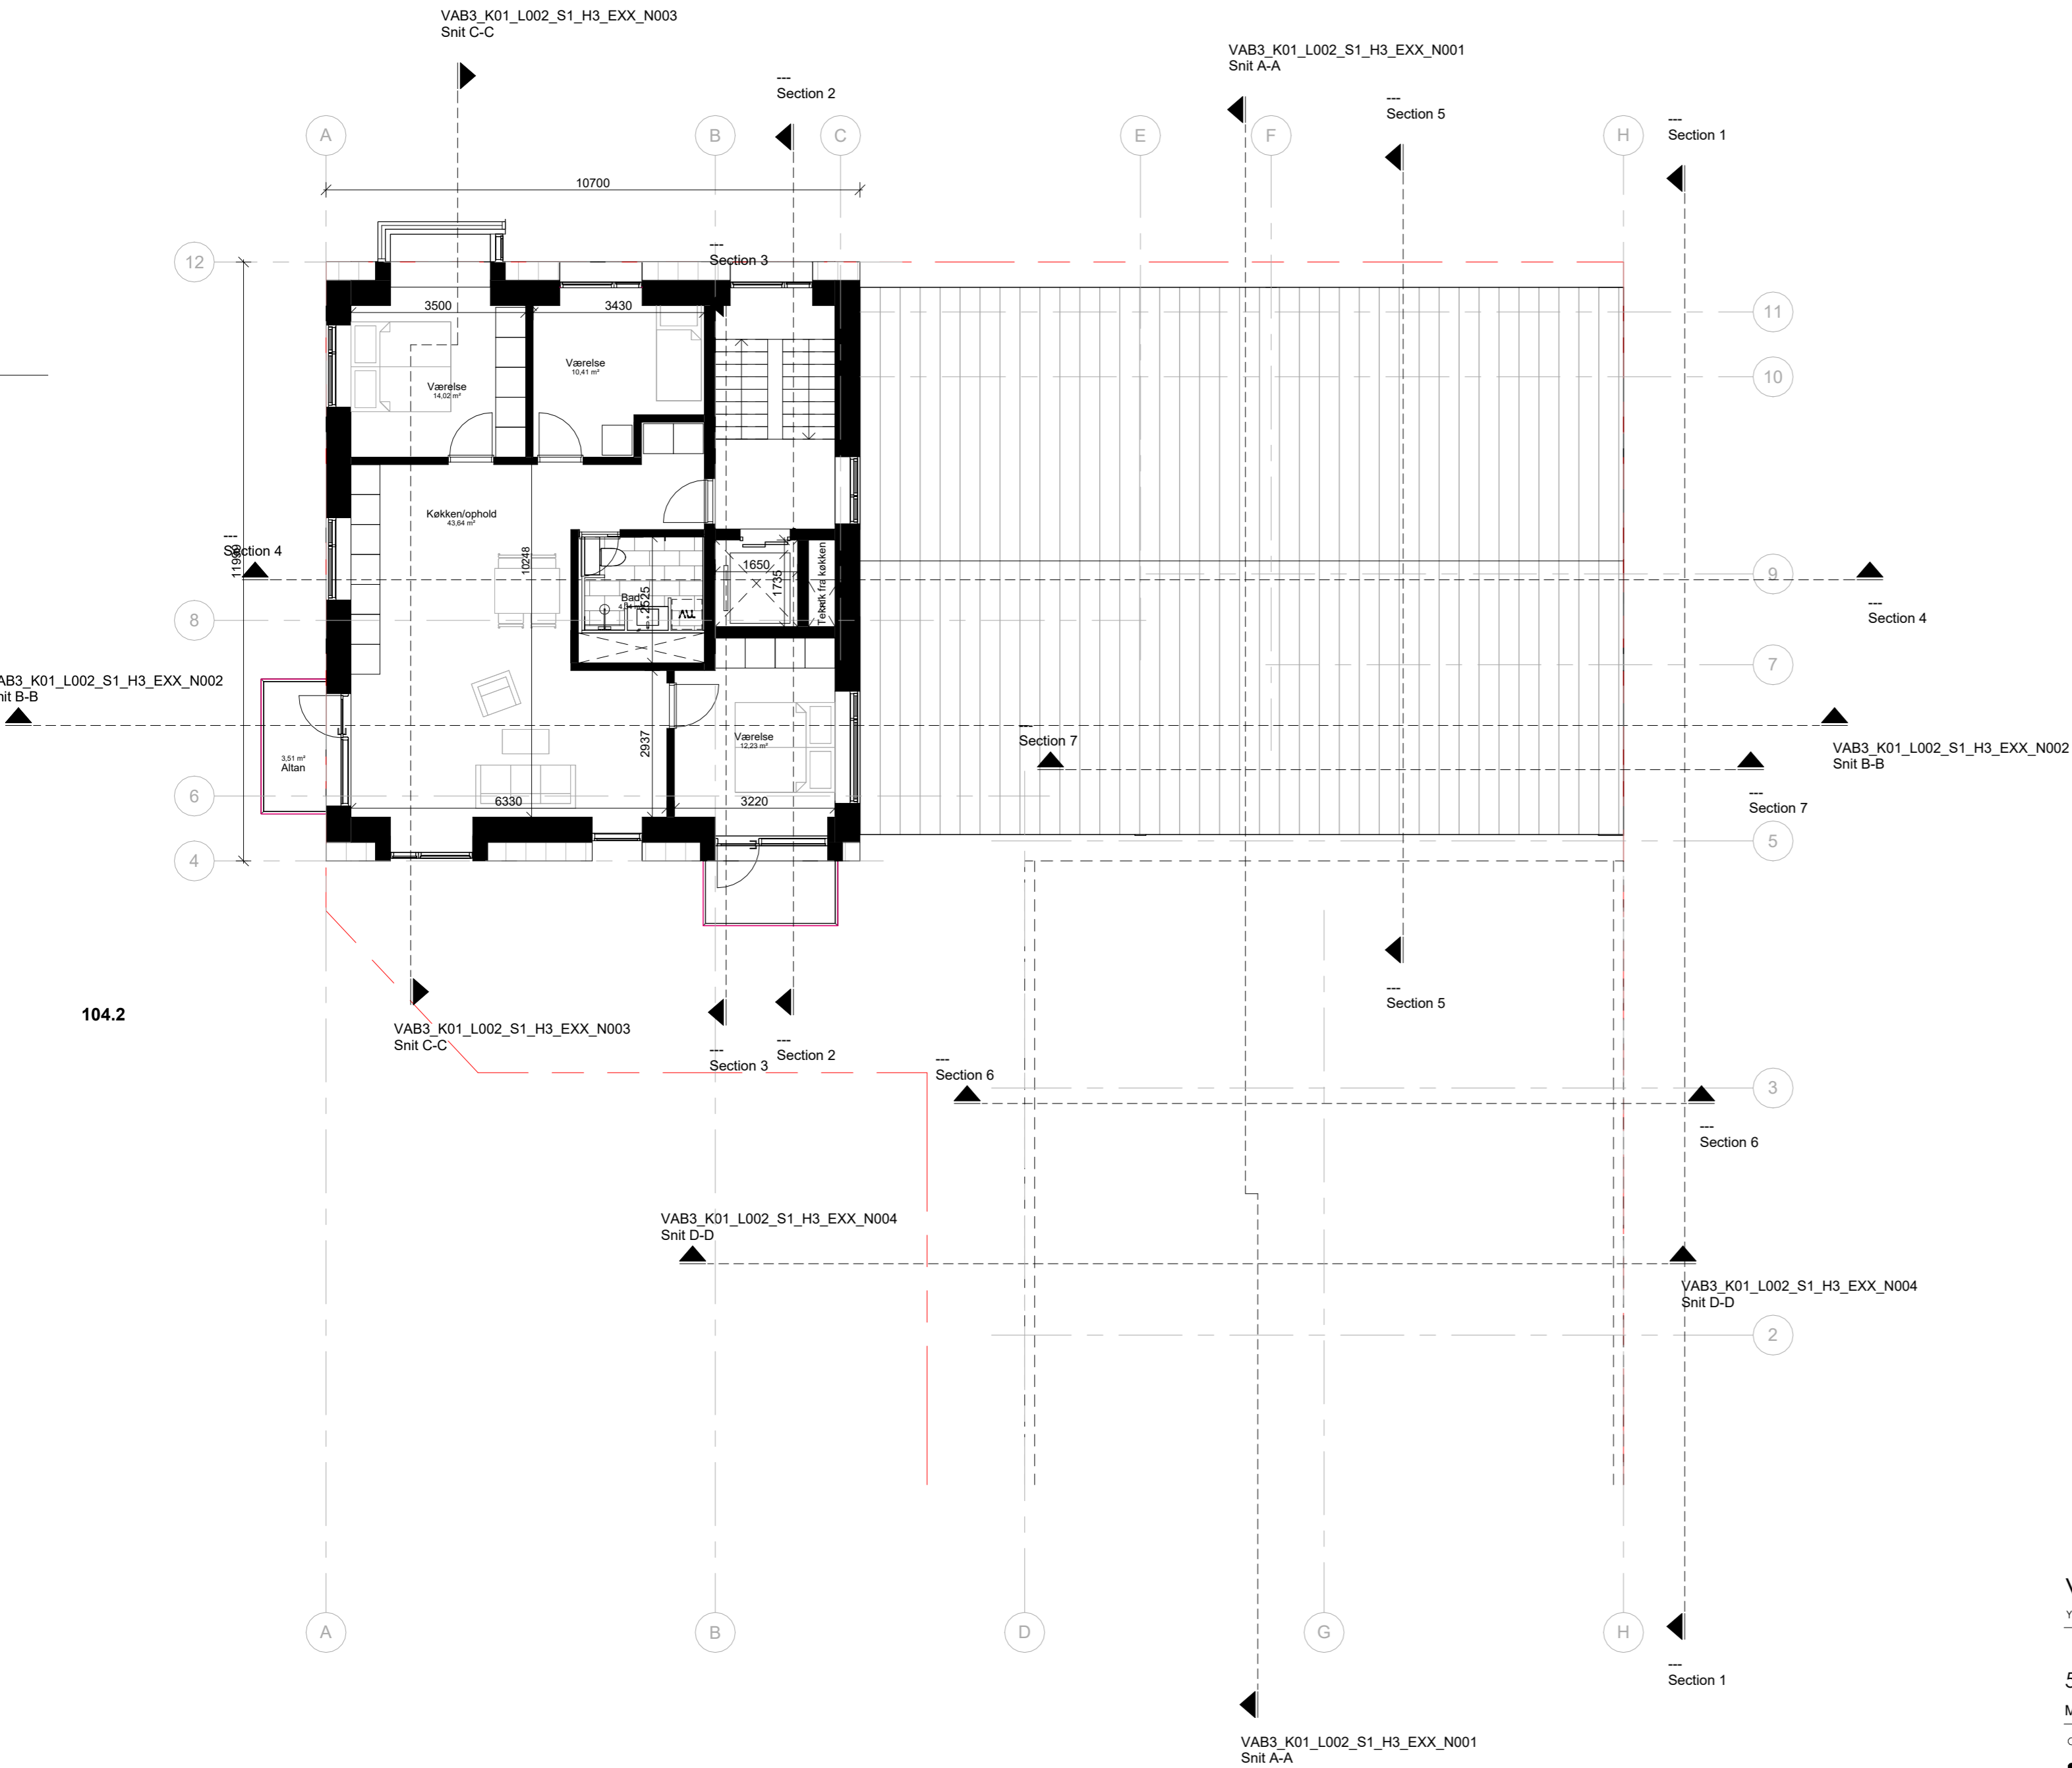 VAB3_K01_L002_S1_H3_EXX_N003
Snit C-C
VAB3_K01_L002_S1_H3_EXX_N001
Snit A-A
---
Section 2
---
Section 5
---
Section 1
A
B
C
E
F
H
10700
12
---
Section 3
3500
3430
11
Værelse
10,41 m²
10
Værelse
14,02 m²
Køkken/ophold
43,64 m²
---
Section 4
11990
10248
1650
1735
Teknik fra køkken
9
Bad
2525
---
Section 4
8
7
AB3_K01_L002_S1_H3_EXX_N002
nit B-B
2937
Værelse
12,23 m²
---
Section 7
VAB3_K01_L002_S1_H3_EXX_N002
Snit B-B
3,51 m²
Altan
6
6330
3220
---
Section 7
5
4
---
Section 5
104.2
VAB3_K01_L002_S1_H3_EXX_N003
Snit C-C
---
Section 3
---
Section 2
---
Section 6
3
---
Section 6
VAB3_K01_L002_S1_H3_EXX_N004
Snit D-D
VAB3_K01_L002_S1_H3_EXX_N004
Snit D-D
2
A
B
D
G
H
---
Section 1
VAB3_K01_L002_S1_H3_EXX_N001
Snit A-A